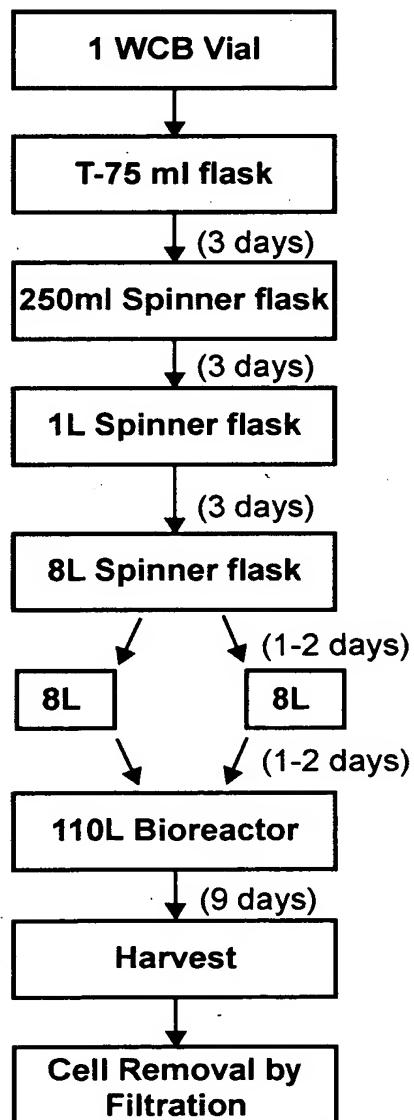 1 WCB Vial
T-75 ml flask
(3 days)
250ml Spinner flask
(3 days)
1L Spinner flask
(3 days)
8L Spinner flask
(1-2 days)
8L 8L
(1-2 days)
110L Bioreactor
(9 days)
Harvest
Cell Removal by
Filtration